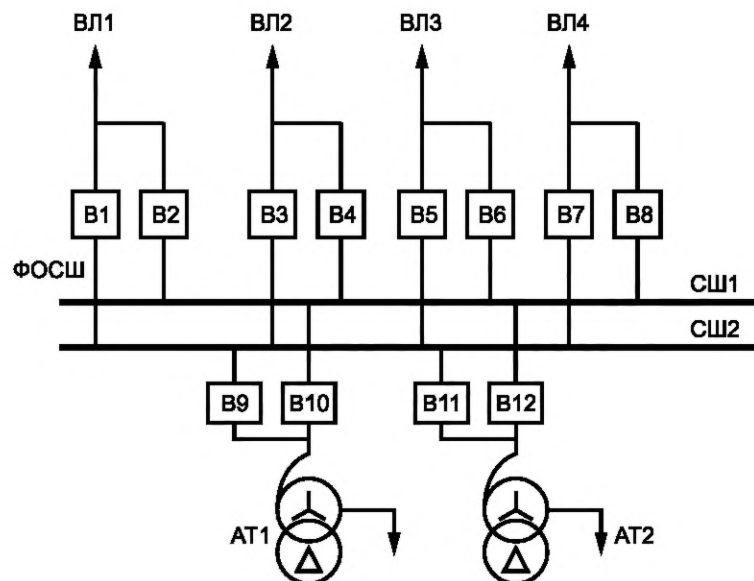 ВЛ1 ВЛ2 ВЛ3 ВЛ4
В1 В2 В3 В4 В5 В6 В7 В8
ФОСШ
СШ1
СШ2
В9 В10 В11 В12
АТ1 АТ2